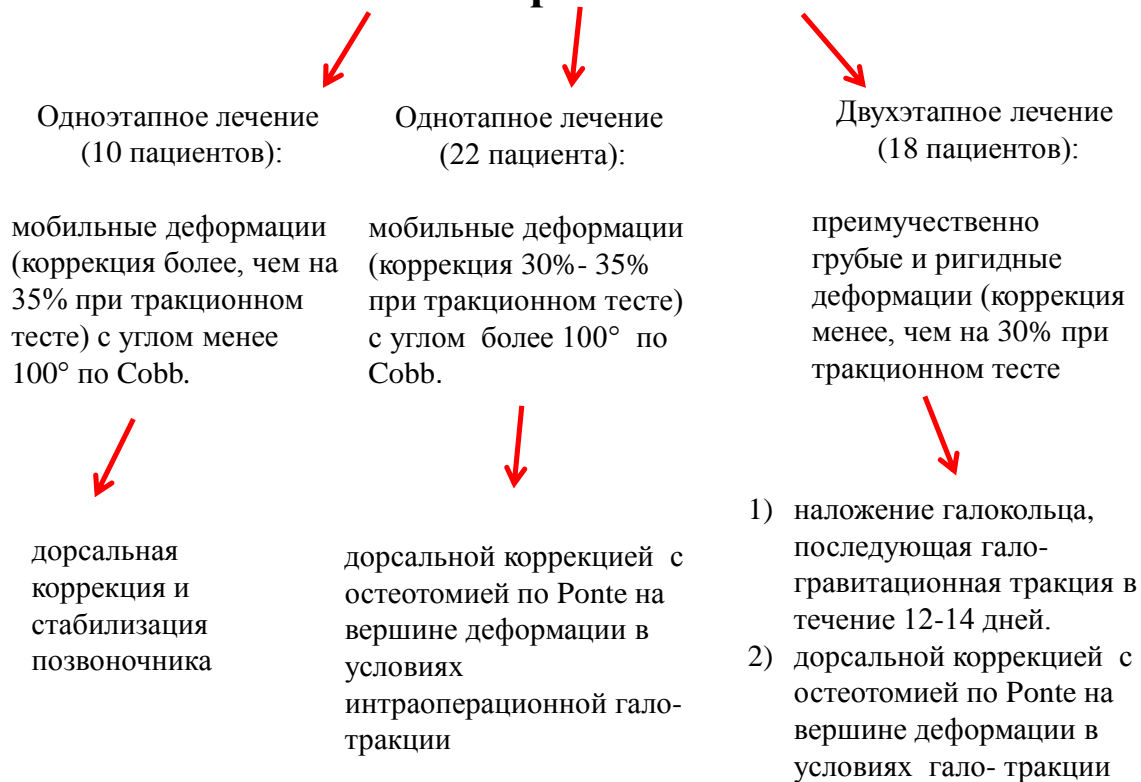 Одноэтапное лечение
(10 пациентов):
мобильные деформации
(коррекция более, чем на
35% при тракционном
тесте) с углом менее
100° по Cobb.
дорсальная
коррекция и
стабилизация
позвоночника
Однотапное лечение
(22 пациента):
мобильные деформации
(коррекция 30%- 35%
при тракционном тесте)
с углом более 100° по
Cobb.
дорсальной коррекцией с
остеотомией по Ponte на
вершине деформации в
условиях
интраоперационной гало-
тракции
Двухэтапное лечение
(18 пациентов):
преимучественно
грубые и ригидные
деформации (коррекция
менее, чем на 30% при
тракционном тесте
1) наложение галокольца,
последующая гало-
гравитационная тракция в
течение 12-14 дней.
2) дорсальной коррекцией с
остеотомией по Ponte на
вершине деформации в
условиях гало- тракции